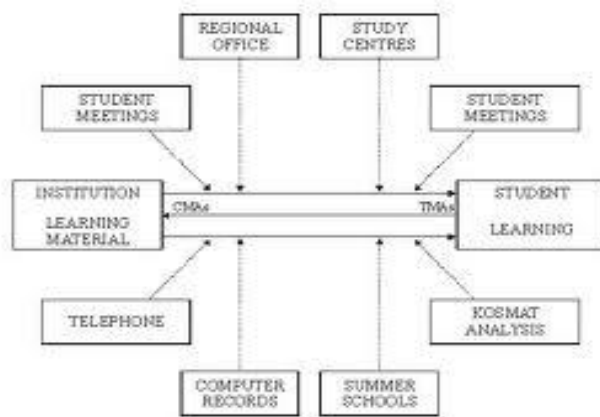 REGIONAL
OFFICE
STUDY
CENTRES
STUDENT
MEETINGS
STUDENT
MEETINGS
INSTITUTION
LEARNING
MATERIAL
CMAs
TMAs
STUDENT
LEARNING
TELEPHONE
KOSMAT
ANALYSIS
COMPUTER
RECORDS
SUMMER
SCHOOLS